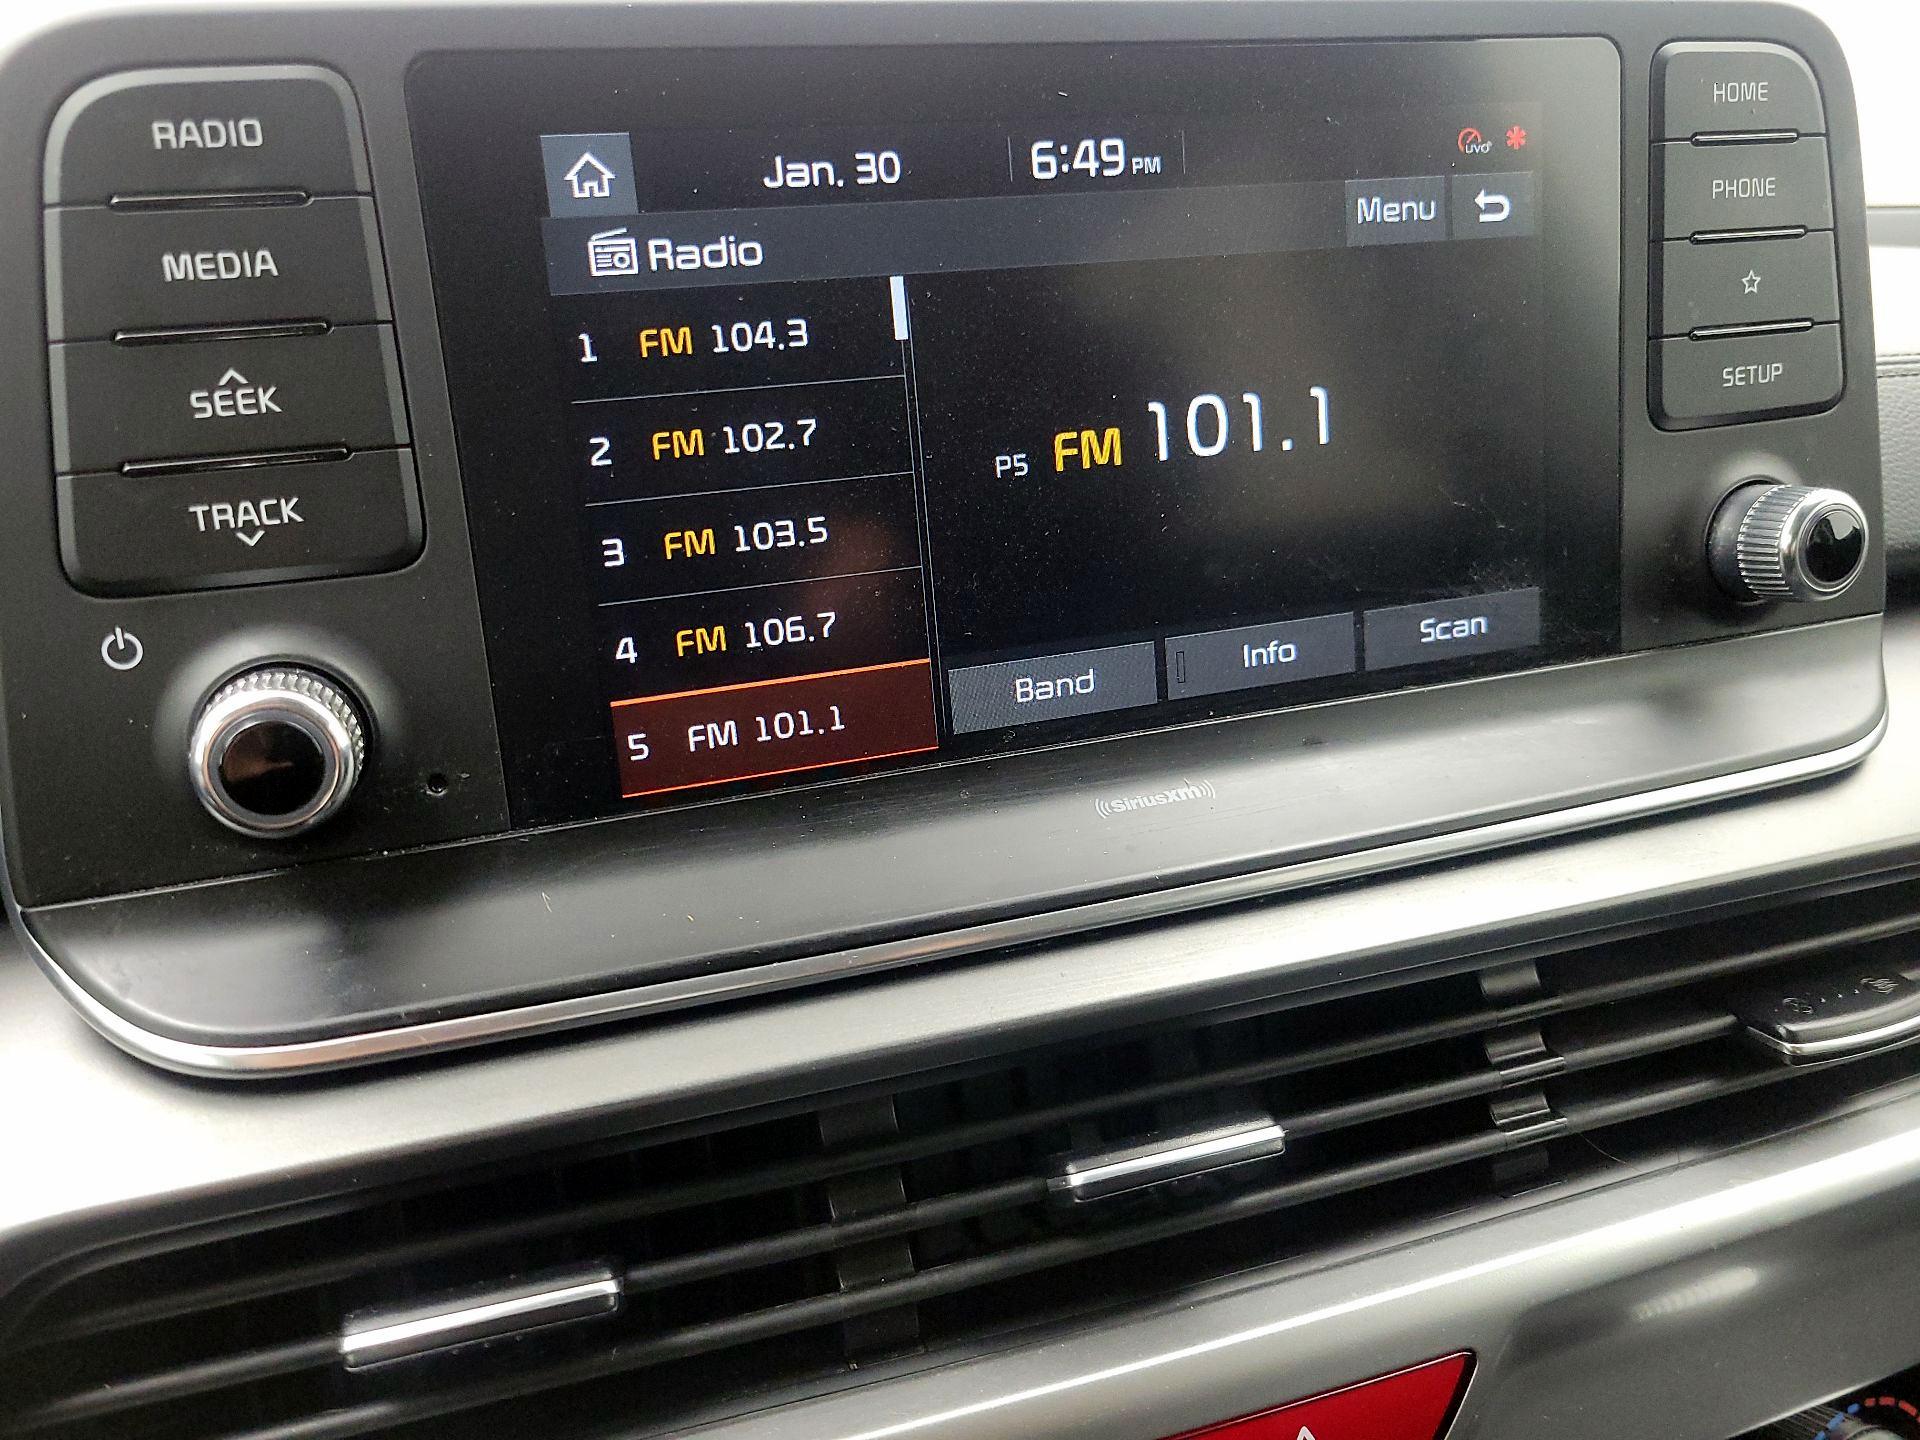 RADIO
MEDIA
SEEK
TRACK
Jan. 30
6:49 PM
UVO
Menu
Radio
1 FM 104.3
2 FM 102.7
3 FM 103.5
4 FM 106.7
5 FM 101.1
P5 FM 101.1
Band
Info
Scan
((SiriusXM))
HOME
PHONE
SETUP